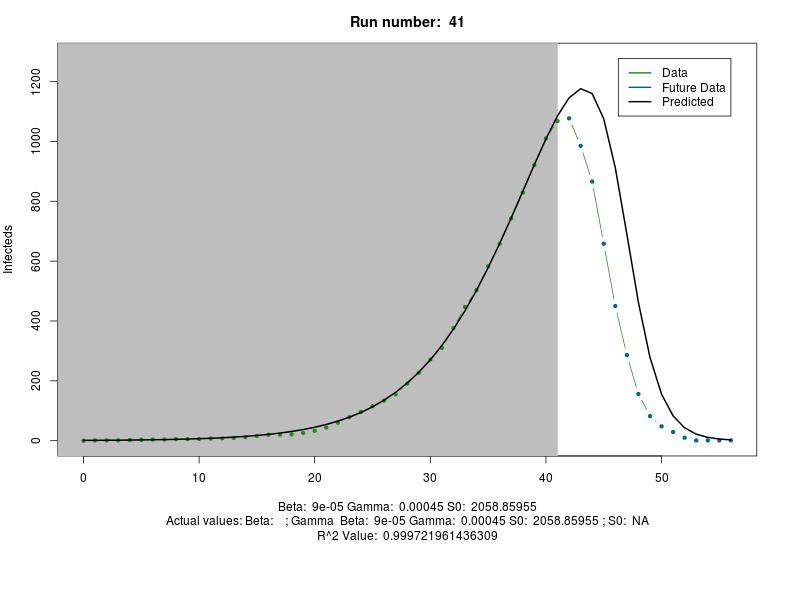 Run number:  41
1200
1000
800
600
400
200
0
Infecteds
Data
Future Data
Predicted
0 10 20 30 40 50
Beta:  9e-05 Gamma:  0.00045 S0:  2058.85955
Actual values: Beta:    ; Gamma  Beta:  9e-05 Gamma:  0.00045 S0:  2058.85955 ; S0:  NA
R^2 Value:  0.999721961436309